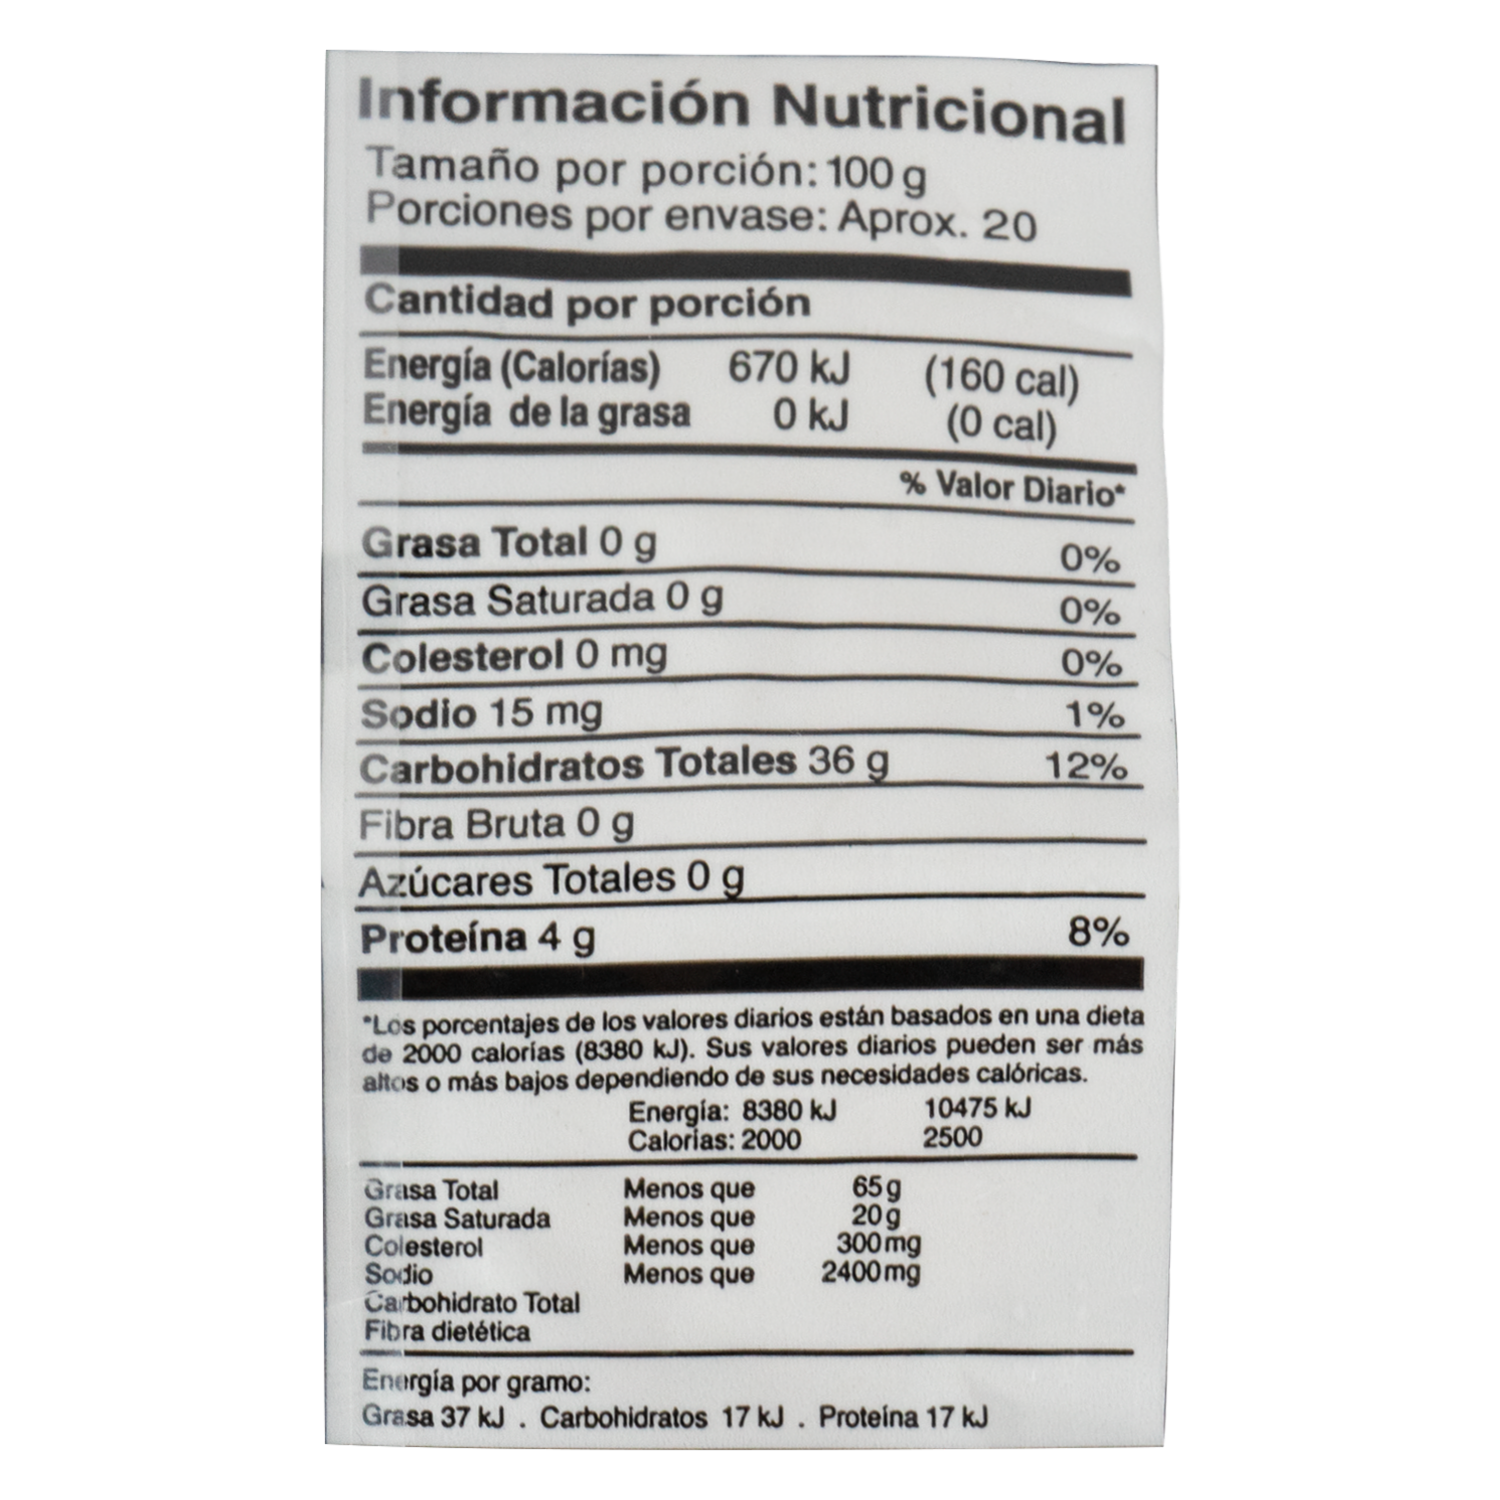 Información Nutricional
Tamaño por porción: 100 g
Porciones por envase: Aprox. 20
Cantidad por porción
Energía (Calorías) 670 kJ (160 cal)
Energía de la grasa 0 kJ (0 cal)
% Valor Diario*
Grasa Total 0 g 0%
Grasa Saturada 0 g 0%
Colesterol 0 mg 0%
Sodio 15 mg 1%
Carbohidratos Totales 36 g 12%
Fibra Bruta 0 g
Azúcares Totales 0 g
Proteína 4 g 8%
*Los porcentajes de los valores diarios están basados en una dieta
de 2000 calorías (8380 kJ). Sus valores diarios pueden ser más
altos o más bajos dependiendo de sus necesidades calóricas.
Energía: 8380 kJ 10475 kJ
Calorías: 2000 2500
Grasa Total Menos que 65 g
Grasa Saturada Menos que 20 g
Colesterol Menos que 300 mg
Sodio Menos que 2400 mg
Carbohidrato Total
Fibra dietética
Energía por gramo:
Grasa 37 kJ . Carbohidratos 17 kJ . Proteína 17 kJ